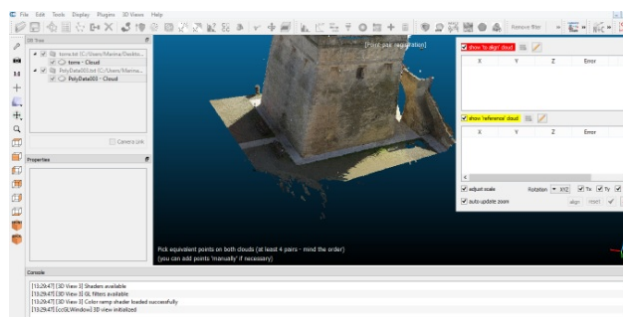 File Edit Tools Display Plugins 3D Views Help
DB Tree
torre.txt (C:/Users/Marina/Deskto...
torre - Cloud
PolyData003.txt (C:/Users/Marina...
PolyData003 - Cloud
Camera Link
Properties
[Point-pair registration]
show 'to align' cloud
X Y Z Error
show 'reference' cloud
X Y Z Error
adjust scale Rotation XYZ Tx Ty
auto update zoom align reset
Pick equivalent points on both clouds (at least 4 pairs - mind the order)
(you can add points 'manually' if necessary)
Console
[13:29:47] [3D View 3] Shaders available
[13:29:47] [3D View 3] GL filters available
[13:29:47] [3D View 3] Color ramp shader loaded successfully
[13:29:47] [ccGLWindow] 3D view initialized